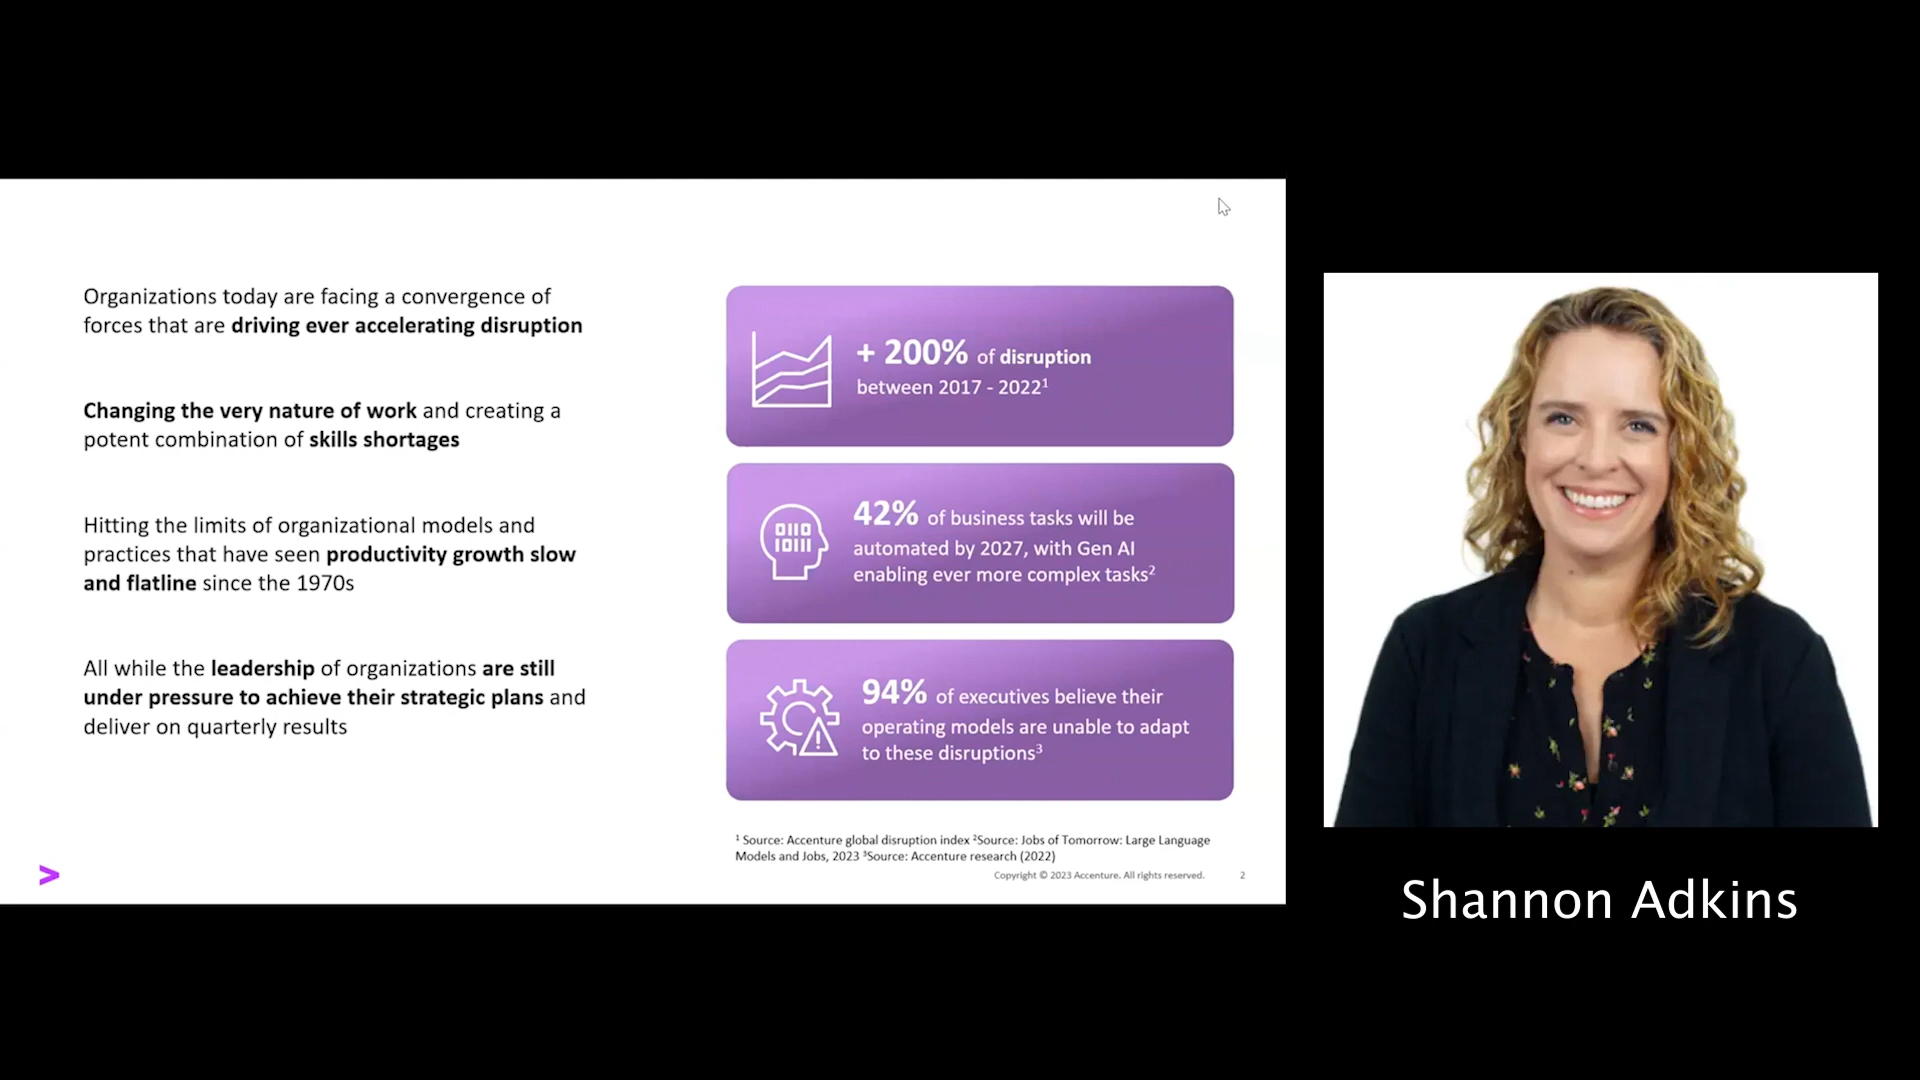 Organizations today are facing a convergence of
forces that are driving ever accelerating disruption
Changing the very nature of work and creating a
potent combination of skills shortages
Hitting the limits of organizational models and
practices that have seen productivity growth slow
and flatline since the 1970s
All while the leadership of organizations are still
under pressure to achieve their strategic plans and
deliver on quarterly results
+ 200% of disruption
between 2017 - 2022¹
0110
10111
42% of business tasks will be
automated by 2027, with Gen AI
enabling ever more complex tasks²
94% of executives believe their
operating models are unable to adapt
to these disruptions³
¹ Source: Accenture global disruption index ²Source: Jobs of Tomorrow: Large Language
Models and Jobs, 2023 ³Source: Accenture research (2022)
Copyright © 2023 Accenture. All rights reserved. 2
>
Shannon Adkins